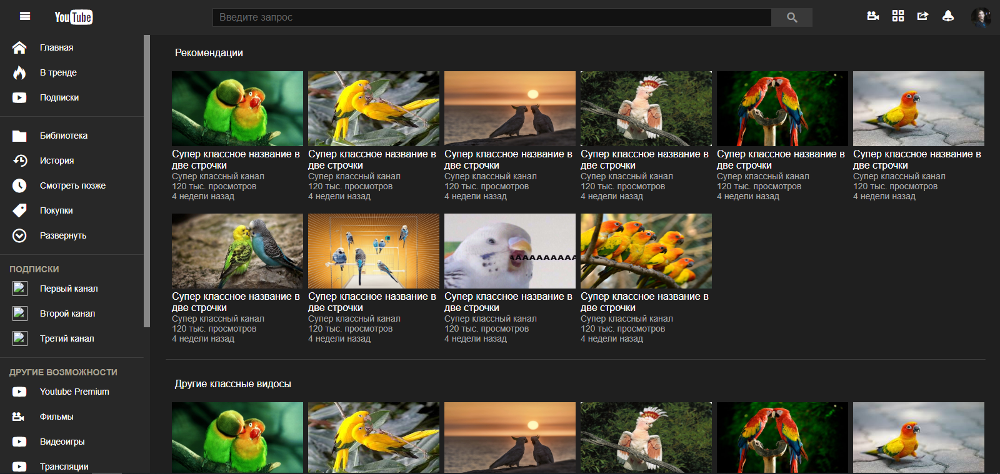 YouTube
Введите запрос
Главная
В тренде
Подписки
Библиотека
История
Смотреть позже
Покупки
Развернуть
ПОДПИСКИ
Первый канал
Второй канал
Третий канал
ДРУГИЕ ВОЗМОЖНОСТИ
Youtube Premium
Фильмы
Видеоигры
Трансляции
Рекомендации
Супер классное название в
две строчки
Супер классный канал
120 тыс. просмотров
4 недели назад
Супер классное название в
две строчки
Супер классный канал
120 тыс. просмотров
4 недели назад
Супер классное название в
две строчки
Супер классный канал
120 тыс. просмотров
4 недели назад
Супер классное название в
две строчки
Супер классный канал
120 тыс. просмотров
4 недели назад
Супер классное название в
две строчки
Супер классный канал
120 тыс. просмотров
4 недели назад
Супер классное название в
две строчки
Супер классный канал
120 тыс. просмотров
4 недели назад
Супер классное название в
две строчки
Супер классный канал
120 тыс. просмотров
4 недели назад
Супер классное название в
две строчки
Супер классный канал
120 тыс. просмотров
4 недели назад
AAAAAAAAAA
Супер классное название в
две строчки
Супер классный канал
120 тыс. просмотров
4 недели назад
Супер классное название в
две строчки
Супер классный канал
120 тыс. просмотров
4 недели назад
Другие классные видосы